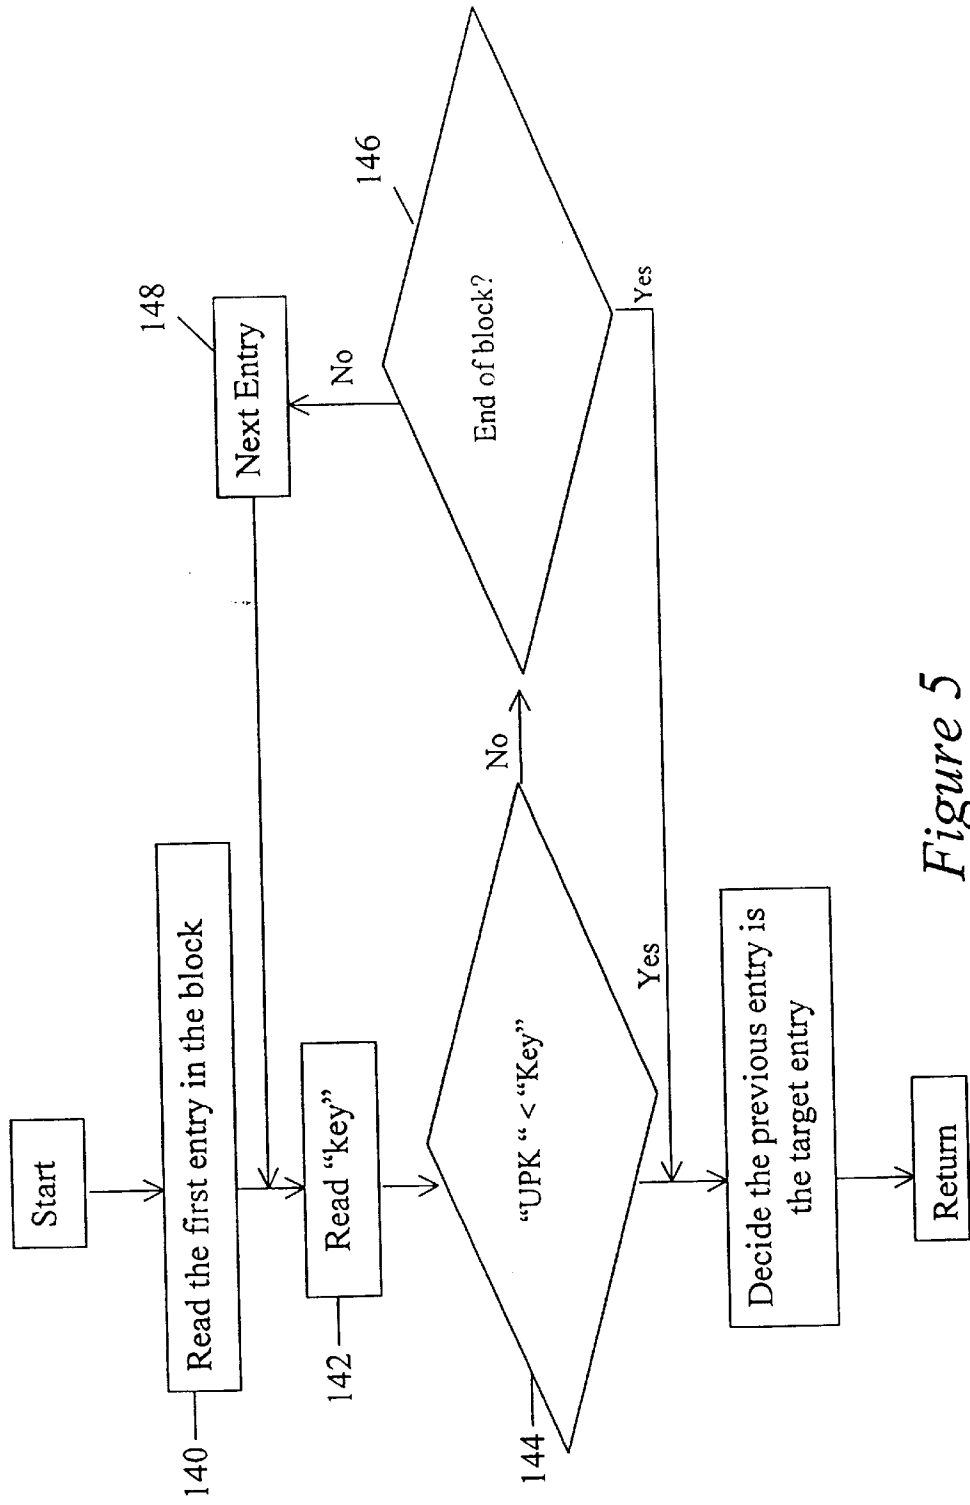 Start
140
Read the first entry in the block
142
Read “key”
144
“UPK “ < “Key”
No
Yes
148
Next Entry
No
146
End of block?
Yes
Decide the previous entry is
the target entry
Return
Figure 5